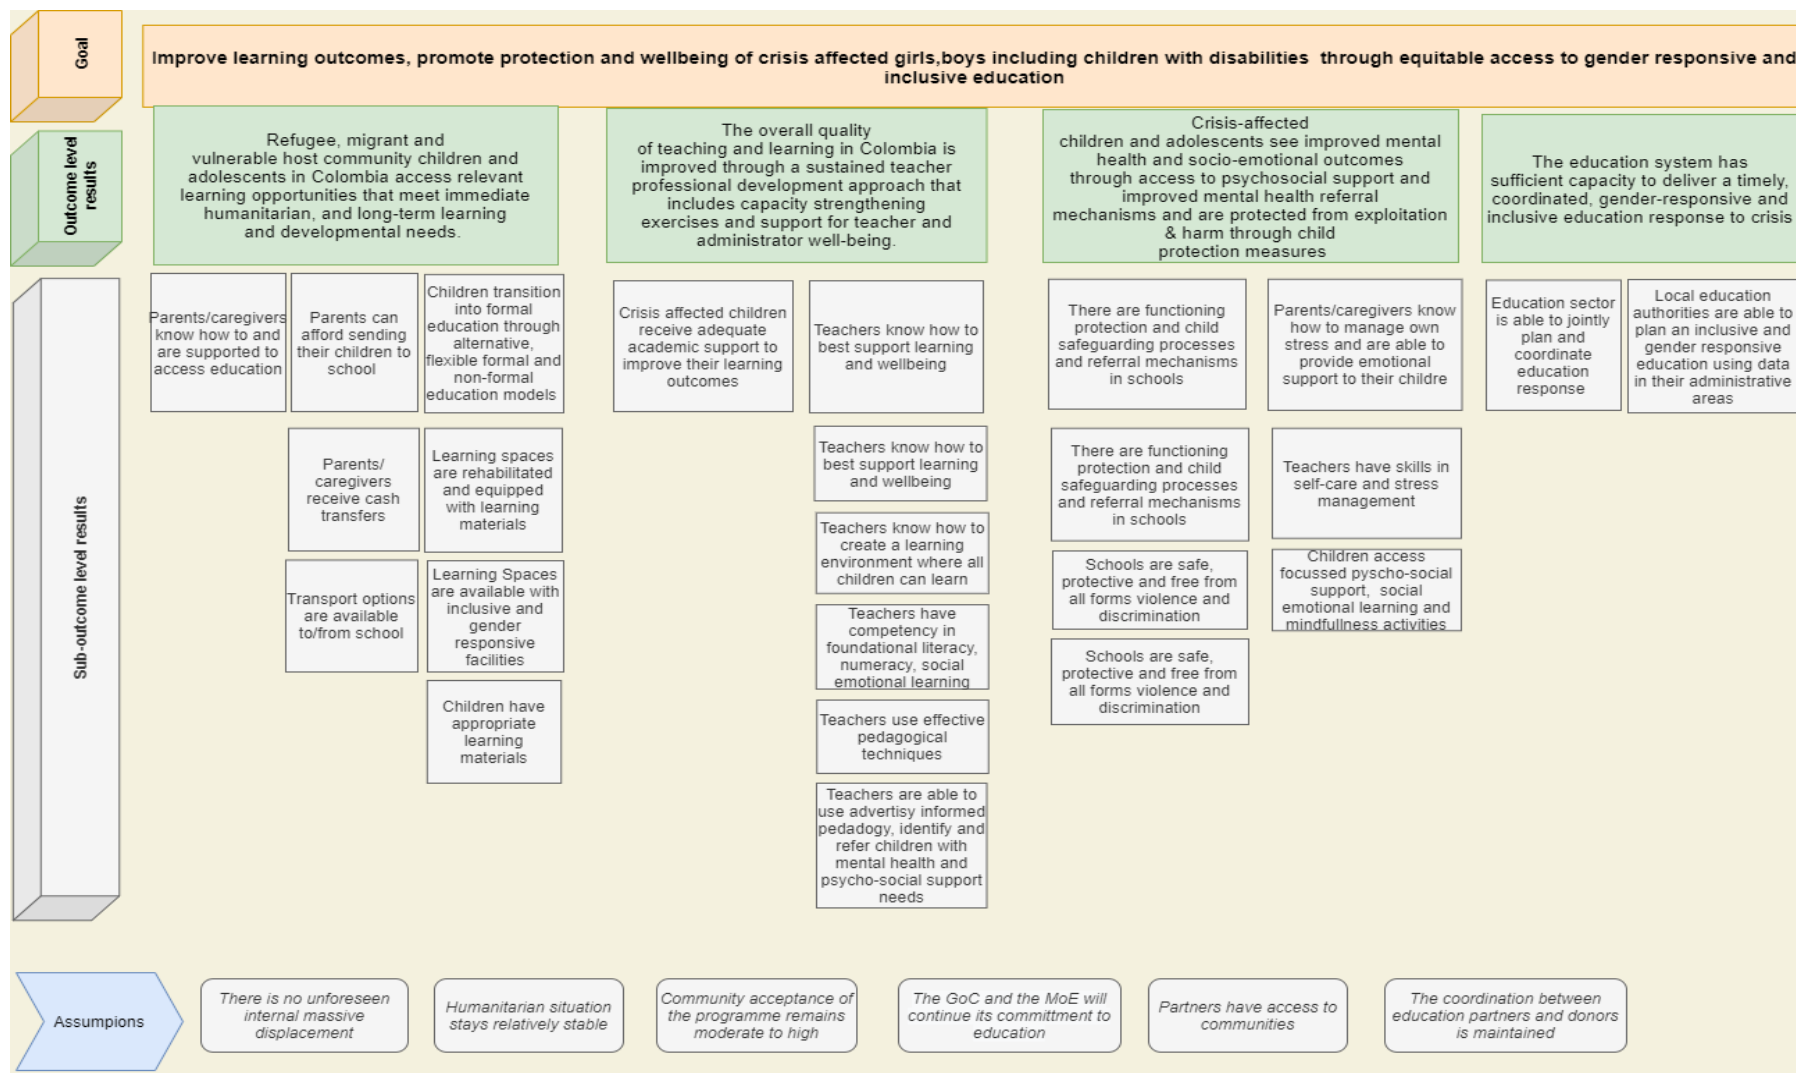 Goal
Improve learning outcomes, promote protection and wellbeing of crisis affected girls,boys including children with disabilities through equitable access to gender responsive and
inclusive education
Outcome level
results
Refugee, migrant and
vulnerable host community children and
adolescents in Colombia access relevant
learning opportunities that meet immediate
humanitarian, and long-term learning
and developmental needs.
The overall quality
of teaching and learning in Colombia is
improved through a sustained teacher
professional development approach that
includes capacity strengthening
exercises and support for teacher and
administrator well-being.
Crisis-affected
children and adolescents see improved mental
health and socio-emotional outcomes
through access to psychosocial support and
improved mental health referral
mechanisms and are protected from exploitation
& harm through child
protection measures
The education system has
sufficient capacity to deliver a timely,
coordinated, gender-responsive and
inclusive education response to crisis
Sub-outcome level results
Parents/caregivers
know how to and
are supported to
access education
Parents can
afford sending
their children to
school
Children transition
into formal
education through
alternative,
flexible formal and
non-formal
education models
Crisis affected children
receive adequate
academic support to
improve their learning
outcomes
Teachers know how to
best support learning
and wellbeing
There are functioning
protection and child
safeguarding processes
and referral mechanisms
in schools
Parents/caregivers know
how to manage own
stress and are able to
provide emotional
support to their childre
Education sector
is able to jointly
plan and
coordinate
education
response
Local education
authorities are able to
plan an inclusive and
gender responsive
education using data
in their administrative
areas
Parents/
caregivers
receive cash
transfers
Learning spaces
are rehabilitated
and equipped
with learning
materials
Teachers know how to
best support learning
and wellbeing
There are functioning
protection and child
safeguarding processes
and referral mechanisms
in schools
Teachers have skills in
self-care and stress
management
Teachers know how to
create a learning
environment where all
children can learn
Transport options
are available
to/from school
Learning Spaces
are available with
inclusive and
gender
responsive
facilities
Schools are safe,
protective and free from
all forms violence and
discrimination
Children access
focussed pyscho-social
support, social
emotional learning and
mindfullness activities
Teachers have
competency in
foundational literacy,
numeracy, social
emotional learning
Schools are safe,
protective and free from
all forms violence and
discrimination
Children have
appropriate
learning
materials
Teachers use effective
pedagogical
techniques
Teachers are able to
use advertisy informed
pedadogy, identify and
refer children with
mental health and
psycho-social support
needs
Assumpions
There is no unforeseen
internal massive
displacement
Humanitarian situation
stays relatively stable
Community acceptance of
the programme remains
moderate to high
The GoC and the MoE will
continue its committment to
education
Partners have access to
communities
The coordination between
education partners and donors
is maintained